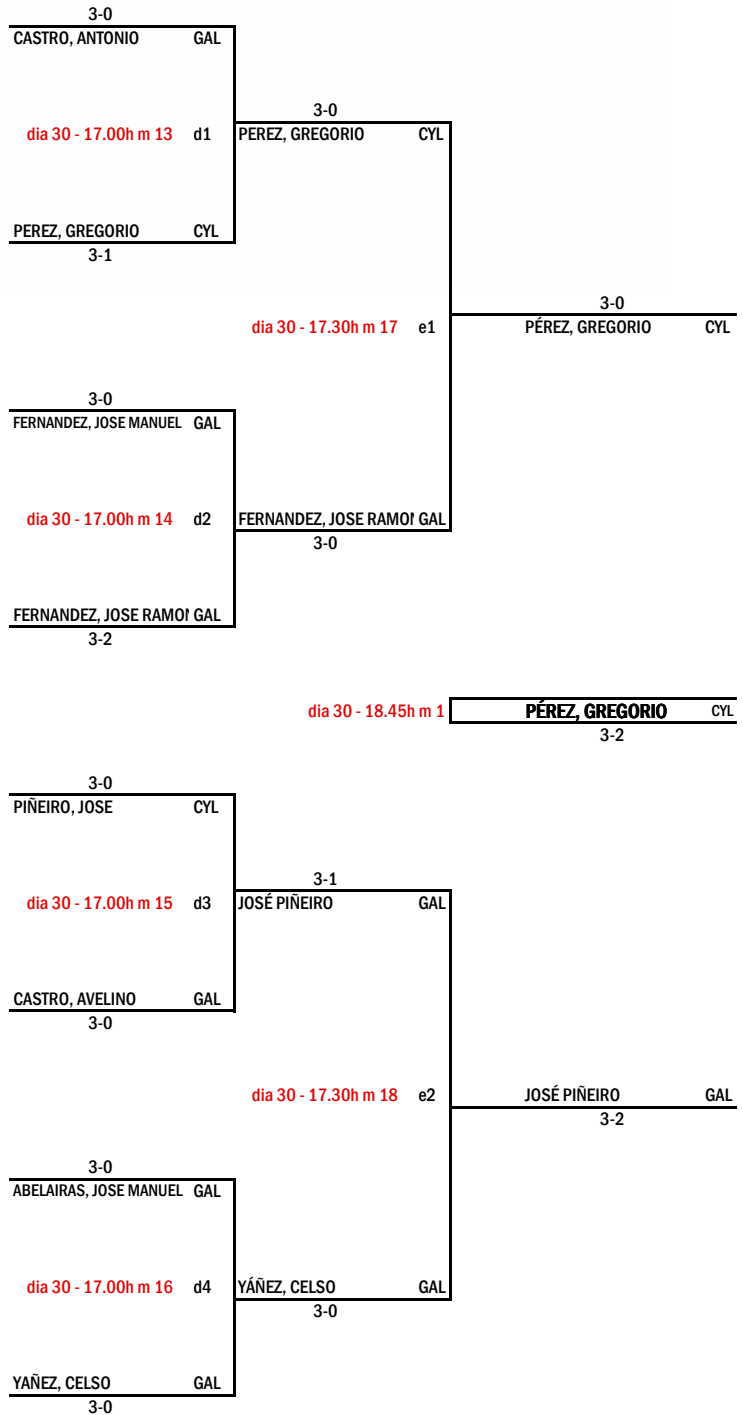 3-0
CASTRO, ANTONIO GAL
3-0
dia 30 - 17.00h m 13 d1 PEREZ, GREGORIO CYL
PEREZ, GREGORIO CYL
3-1
3-0
dia 30 - 17.30h m 17 e1 PÉREZ, GREGORIO CYL
3-0
FERNANDEZ, JOSE MANUEL GAL
dia 30 - 17.00h m 14 d2 FERNANDEZ, JOSE RAMON GAL
3-0
FERNANDEZ, JOSE RAMON GAL
3-2
dia 30 - 18.45h m 1 PÉREZ, GREGORIO CYL
3-2
3-0
PIÑEIRO, JOSE CYL
3-1
dia 30 - 17.00h m 15 d3 JOSÉ PIÑEIRO GAL
CASTRO, AVELINO GAL
3-0
dia 30 - 17.30h m 18 e2 JOSÉ PIÑEIRO GAL
3-2
3-0
ABELAIRAS, JOSE MANUEL GAL
dia 30 - 17.00h m 16 d4 YÁÑEZ, CELSO GAL
3-0
YAÑEZ, CELSO GAL
3-0